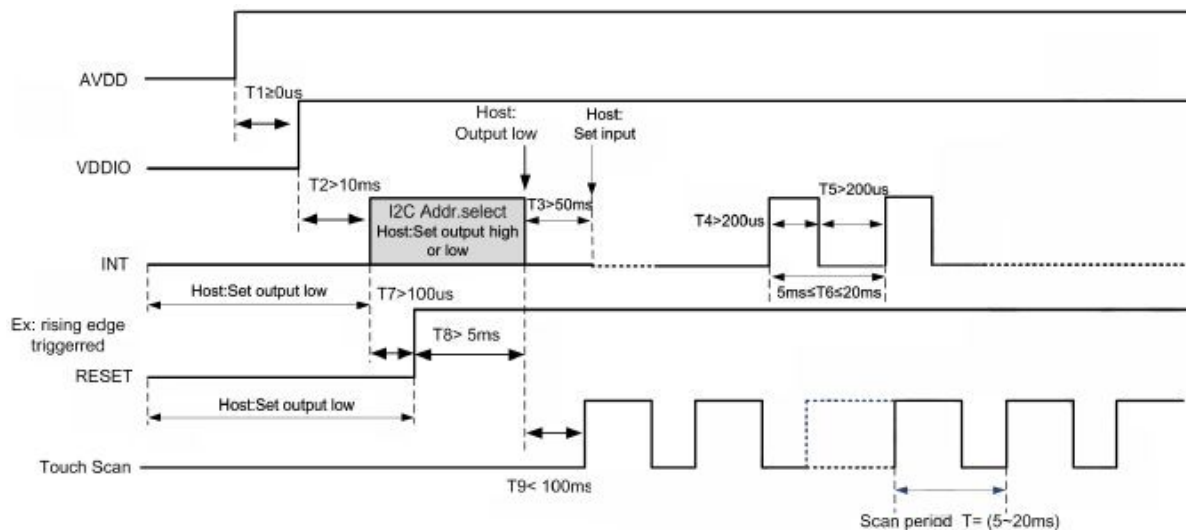 AVDD
T1≥0us
VDDIO
Host:
Output low
Host:
Set input
T2>10ms
I2C Addr.select
Host:Set output high
or low
T3>50ms
T4>200us
T5>200us
INT
Host:Set output low
T7>100us
5ms≤T6≤20ms
Ex: rising edge
triggerred
T8> 5ms
RESET
Host:Set output low
Touch Scan
T9< 100ms
Scan period T= (5~20ms)